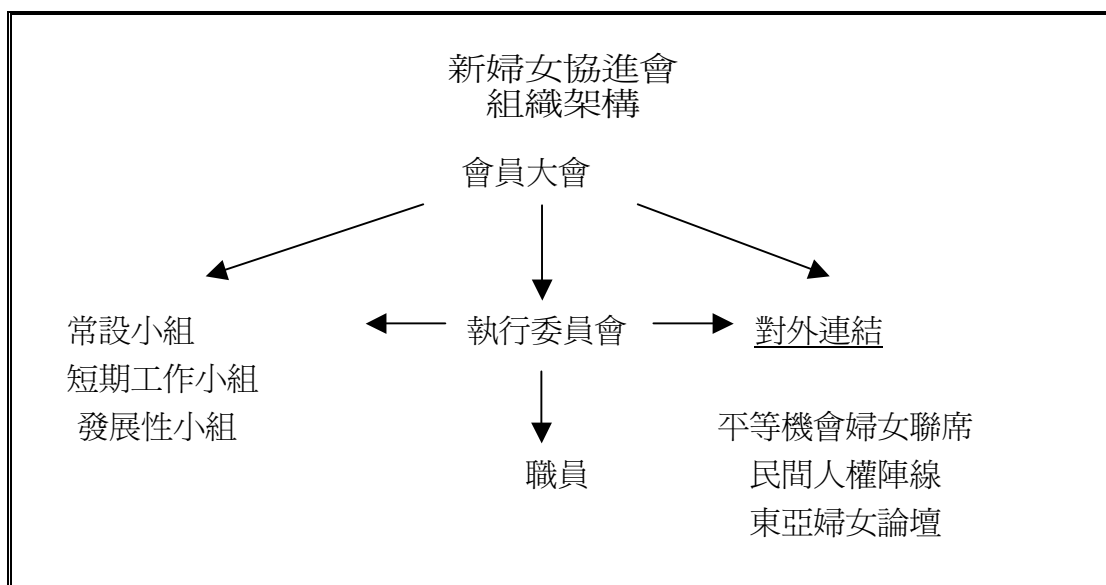 新婦女協進會
組織架構
會員大會
常設小組
短期工作小組
發展性小組
執行委員會
職員
對外連結
平等機會婦女聯席
民間人權陣線
東亞婦女論壇